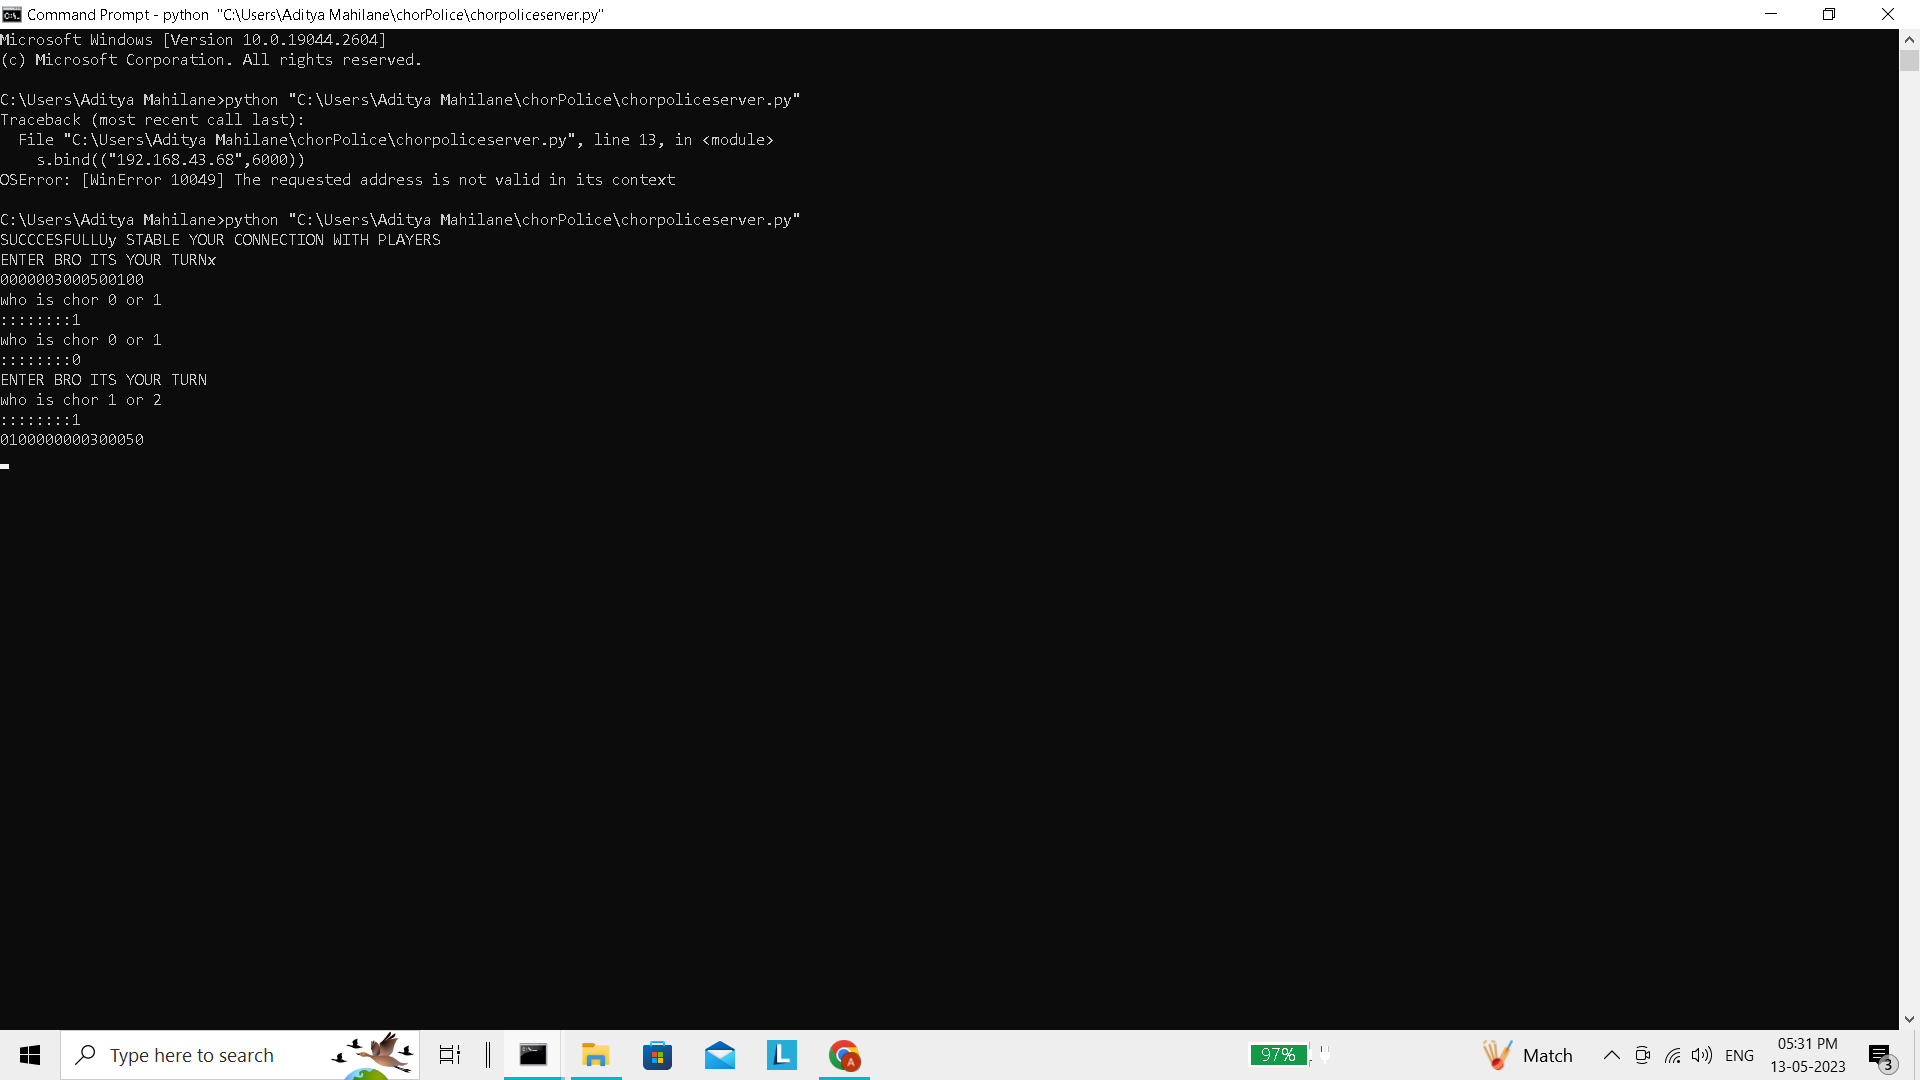 Command Prompt - python "C:\Users\Aditya Mahilane\chorPolice\chorpoliceserver.py"
Microsoft Windows [Version 10.0.19044.2604]
(c) Microsoft Corporation. All rights reserved.
C:\Users\Aditya Mahilane>python "C:\Users\Aditya Mahilane\chorPolice\chorpoliceserver.py"
Traceback (most recent call last):
  File "C:\Users\Aditya Mahilane\chorPolice\chorpoliceserver.py", line 13, in <module>
    s.bind(("192.168.43.68",6000))
OSError: [WinError 10049] The requested address is not valid in its context
C:\Users\Aditya Mahilane>python "C:\Users\Aditya Mahilane\chorPolice\chorpoliceserver.py"
SUCCCESFULLUy STABLE YOUR CONNECTION WITH PLAYERS
ENTER BRO ITS YOUR TURNx
0000003000500100
who is chor 0 or 1
::::::::1
who is chor 0 or 1
::::::::0
ENTER BRO ITS YOUR TURN
who is chor 1 or 2
::::::::1
0100000000300050
Type here to search
L
A
97%
Match
ENG
05:31 PM
13-05-2023
3